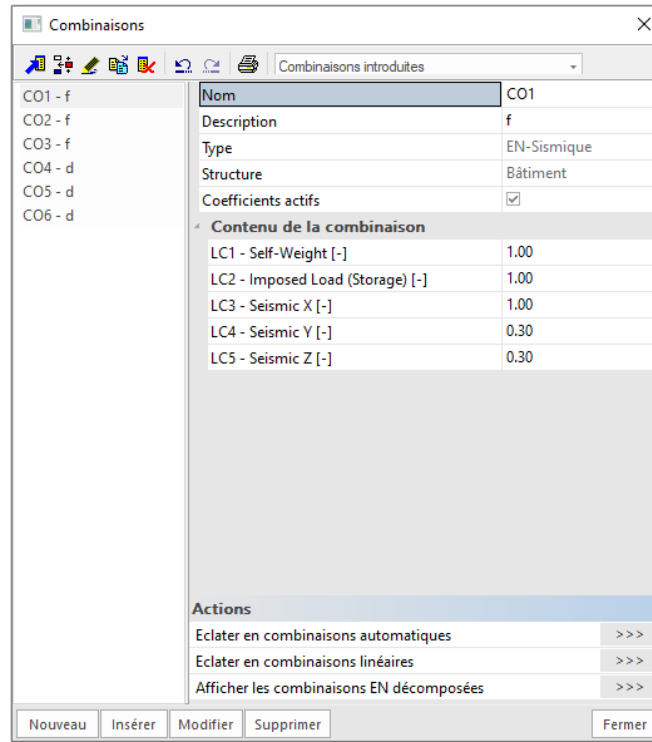 Combinaisons
Combinaisons introduites
CO1 - f
CO2 - f
CO3 - f
CO4 - d
CO5 - d
CO6 - d
Nom CO1
Description f
Type EN-Sismique
Structure Bâtiment
Coefficients actifs
Contenu de la combinaison
LC1 - Self-Weight [-] 1.00
LC2 - Imposed Load (Storage) [-] 1.00
LC3 - Seismic X [-] 1.00
LC4 - Seismic Y [-] 0.30
LC5 - Seismic Z [-] 0.30
Actions
Eclater en combinaisons automatiques >>>
Eclater en combinaisons linéaires >>>
Afficher les combinaisons EN décomposées >>>
Nouveau Insérer Modifier Supprimer Fermer